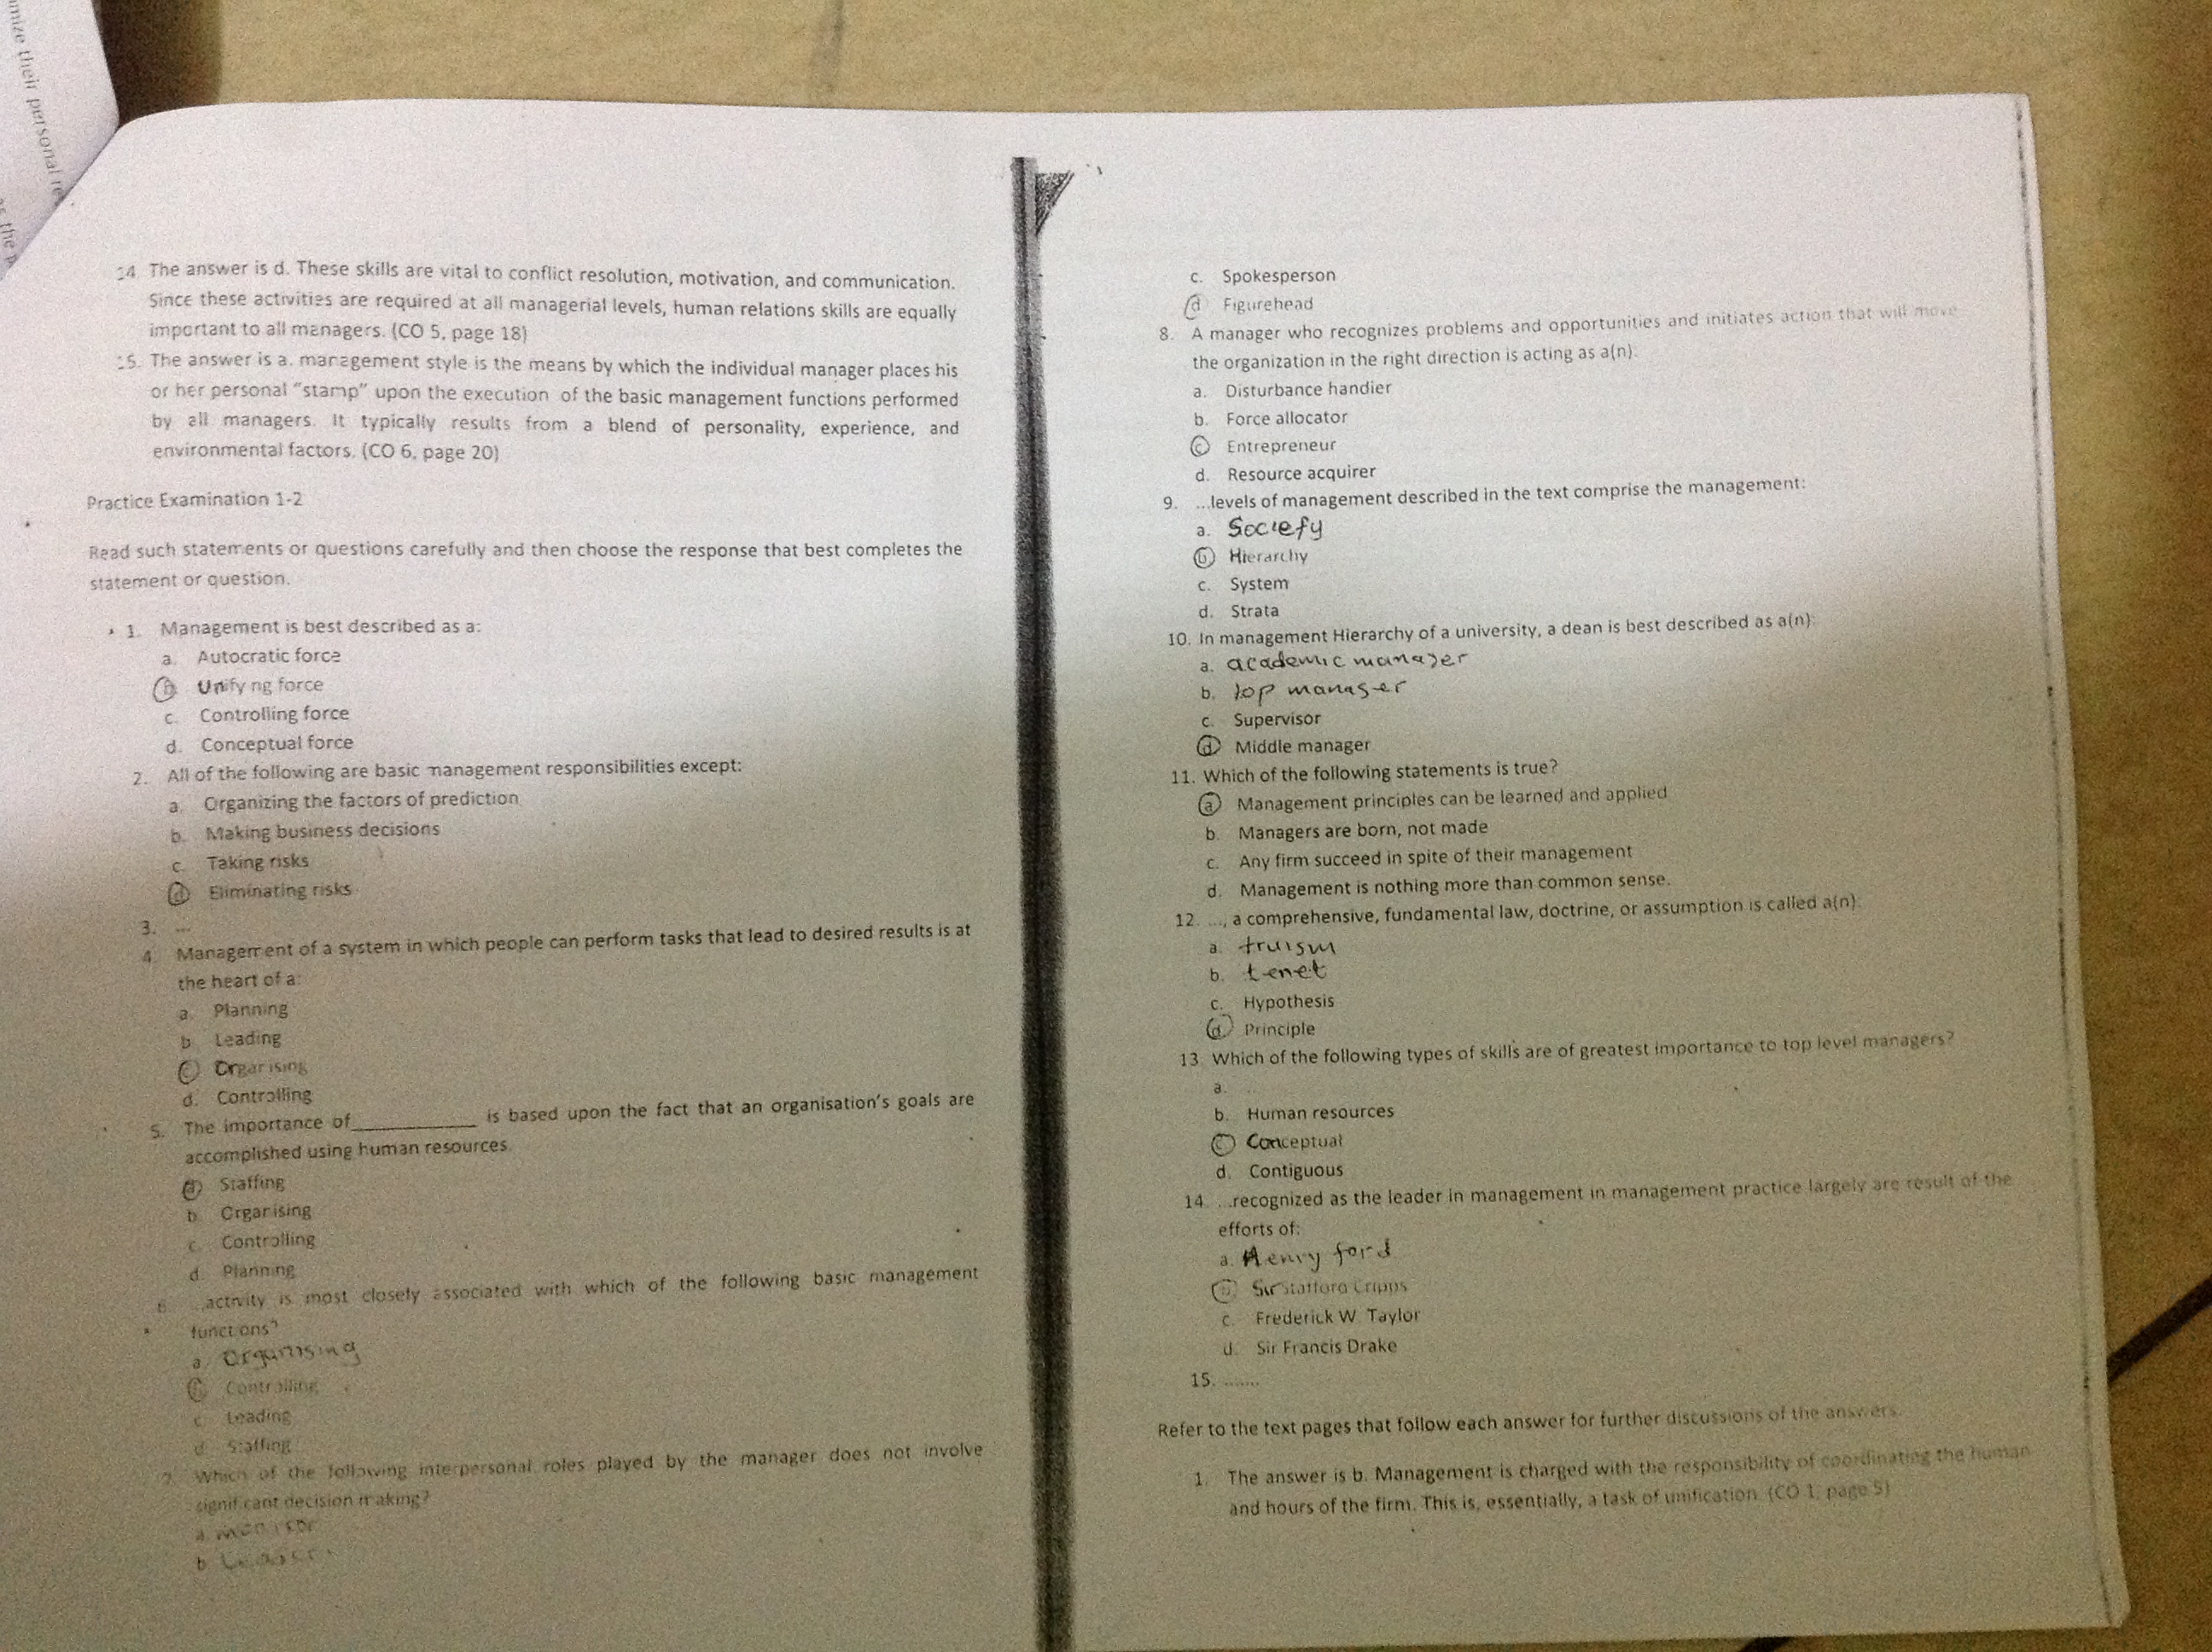 mize their personal re
as the p
14. The answer is d. These skills are vital to conflict resolution, motivation, and communication.
Since these activities are required at all managerial levels, human relations skills are equally
important to all managers. (CO 5, page 18)
15. The answer is a. management style is the means by which the individual manager places his
or her personal "stamp" upon the execution of the basic management functions performed
by all managers. It typically results from a blend of personality, experience, and
environmental factors. (CO 6, page 20)
Practice Examination 1-2
Read such statements or questions carefully and then choose the response that best completes the
statement or question.
1. Management is best described as a:
a. Autocratic force
b. Unifying force
c. Controlling force
d. Conceptual force
2. All of the following are basic management responsibilities except:
a. Organizing the factors of prediction
b. Making business decisions
c. Taking risks
d. Eliminating risks
3. ...
4. Management of a system in which people can perform tasks that lead to desired results is at
the heart of a:
a. Planning
b. Leading
c. Organising
d. Controlling
5. The importance of____________ is based upon the fact that an organisation's goals are
accomplished using human resources
a. Staffing
b. Organising
c. Controlling
d. Planning
6. ...activity is most closely associated with which of the following basic management
functions?
a. Organising
b. Controlling
c. Leading
d. Staffing
7. Which of the following interpersonal roles played by the manager does not involve
significant decision making?
a. monitor
b. Leader
c. Spokesperson
d. Figurehead
8. A manager who recognizes problems and opportunities and initiates action that will move
the organization in the right direction is acting as a(n):
a. Disturbance handier
b. Force allocator
c. Entrepreneur
d. Resource acquirer
9. ...levels of management described in the text comprise the management:
a. Society
b. Hierarchy
c. System
d. Strata
10. In management Hierarchy of a university, a dean is best described as a(n):
a. academic manager
b. top manager
c. Supervisor
d. Middle manager
11. Which of the following statements is true?
a. Management principles can be learned and applied
b. Managers are born, not made
c. Any firm succeed in spite of their management
d. Management is nothing more than common sense.
12. ..., a comprehensive, fundamental law, doctrine, or assumption is called a(n):
a. truism
b. tenet
c. Hypothesis
d. Principle
13. Which of the following types of skills are of greatest importance to top level managers?
a. ..
b. Human resources
c. Conceptual
d. Contiguous
14. ...recognized as the leader in management in management practice largely are result of the
efforts of:
a. Henry ford
b. Sir Stafford Cripps
c. Frederick W. Taylor
d. Sir Francis Drake
15. .......
Refer to the text pages that follow each answer for further discussions of the answers.
1. The answer is b. Management is charged with the responsibility of coordinating the human
and hours of the firm. This is, essentially, a task of unification. (CO 1, page 5)